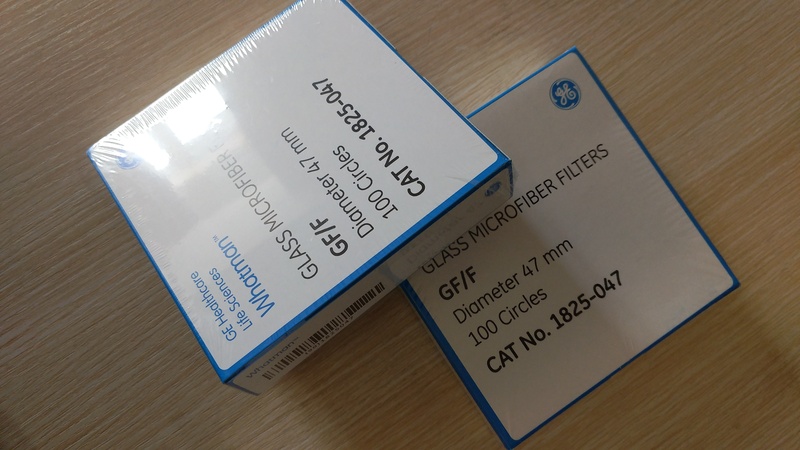 GE Healthcare
Life Sciences
Whatman™
GLASS MICROFIBER F
GF/F
Diameter 47 mm
100 Circles
CAT No. 1825-047
Whatman
GLASS MICROFIBER FILTERS
GF/F
Diameter 47 mm
100 Circles
CAT No. 1825-047